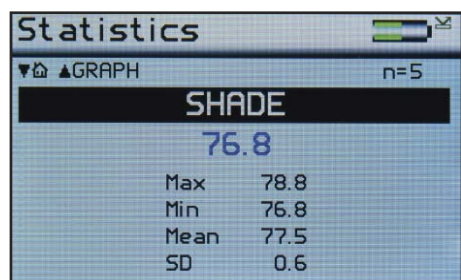 Statistics
▼⌂ ▲GRAPH n=5
SHADE
76.8
Max 78.8
Min 76.8
Mean 77.5
SD 0.6